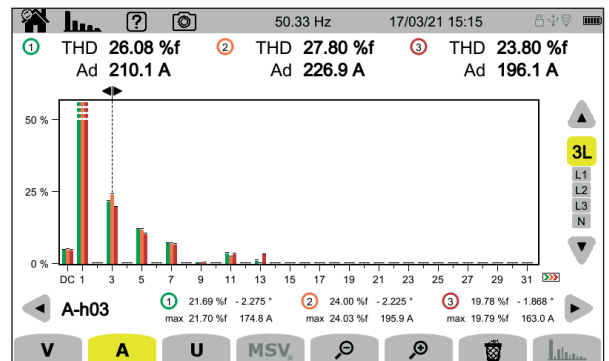 ? 50.33 Hz 17/03/21 15:15
1 THD 26.08 %f 2 THD 27.80 %f 3 THD 23.80 %f
Ad 210.1 A Ad 226.9 A Ad 196.1 A
50 %
3L
L1
L2
25 %
L3
N
0 %
DC 1 3 5 7 9 11 13 15 17 19 21 23 25 27 29 31
A-h03 1 21.69 %f -2.275 ° 2 24.00 %f -2.225 ° 3 19.78 %f -1.868 °
max 21.70 %f 174.8 A max 24.03 %f 195.9 A max 19.79 %f 163.0 A
V A U MSV